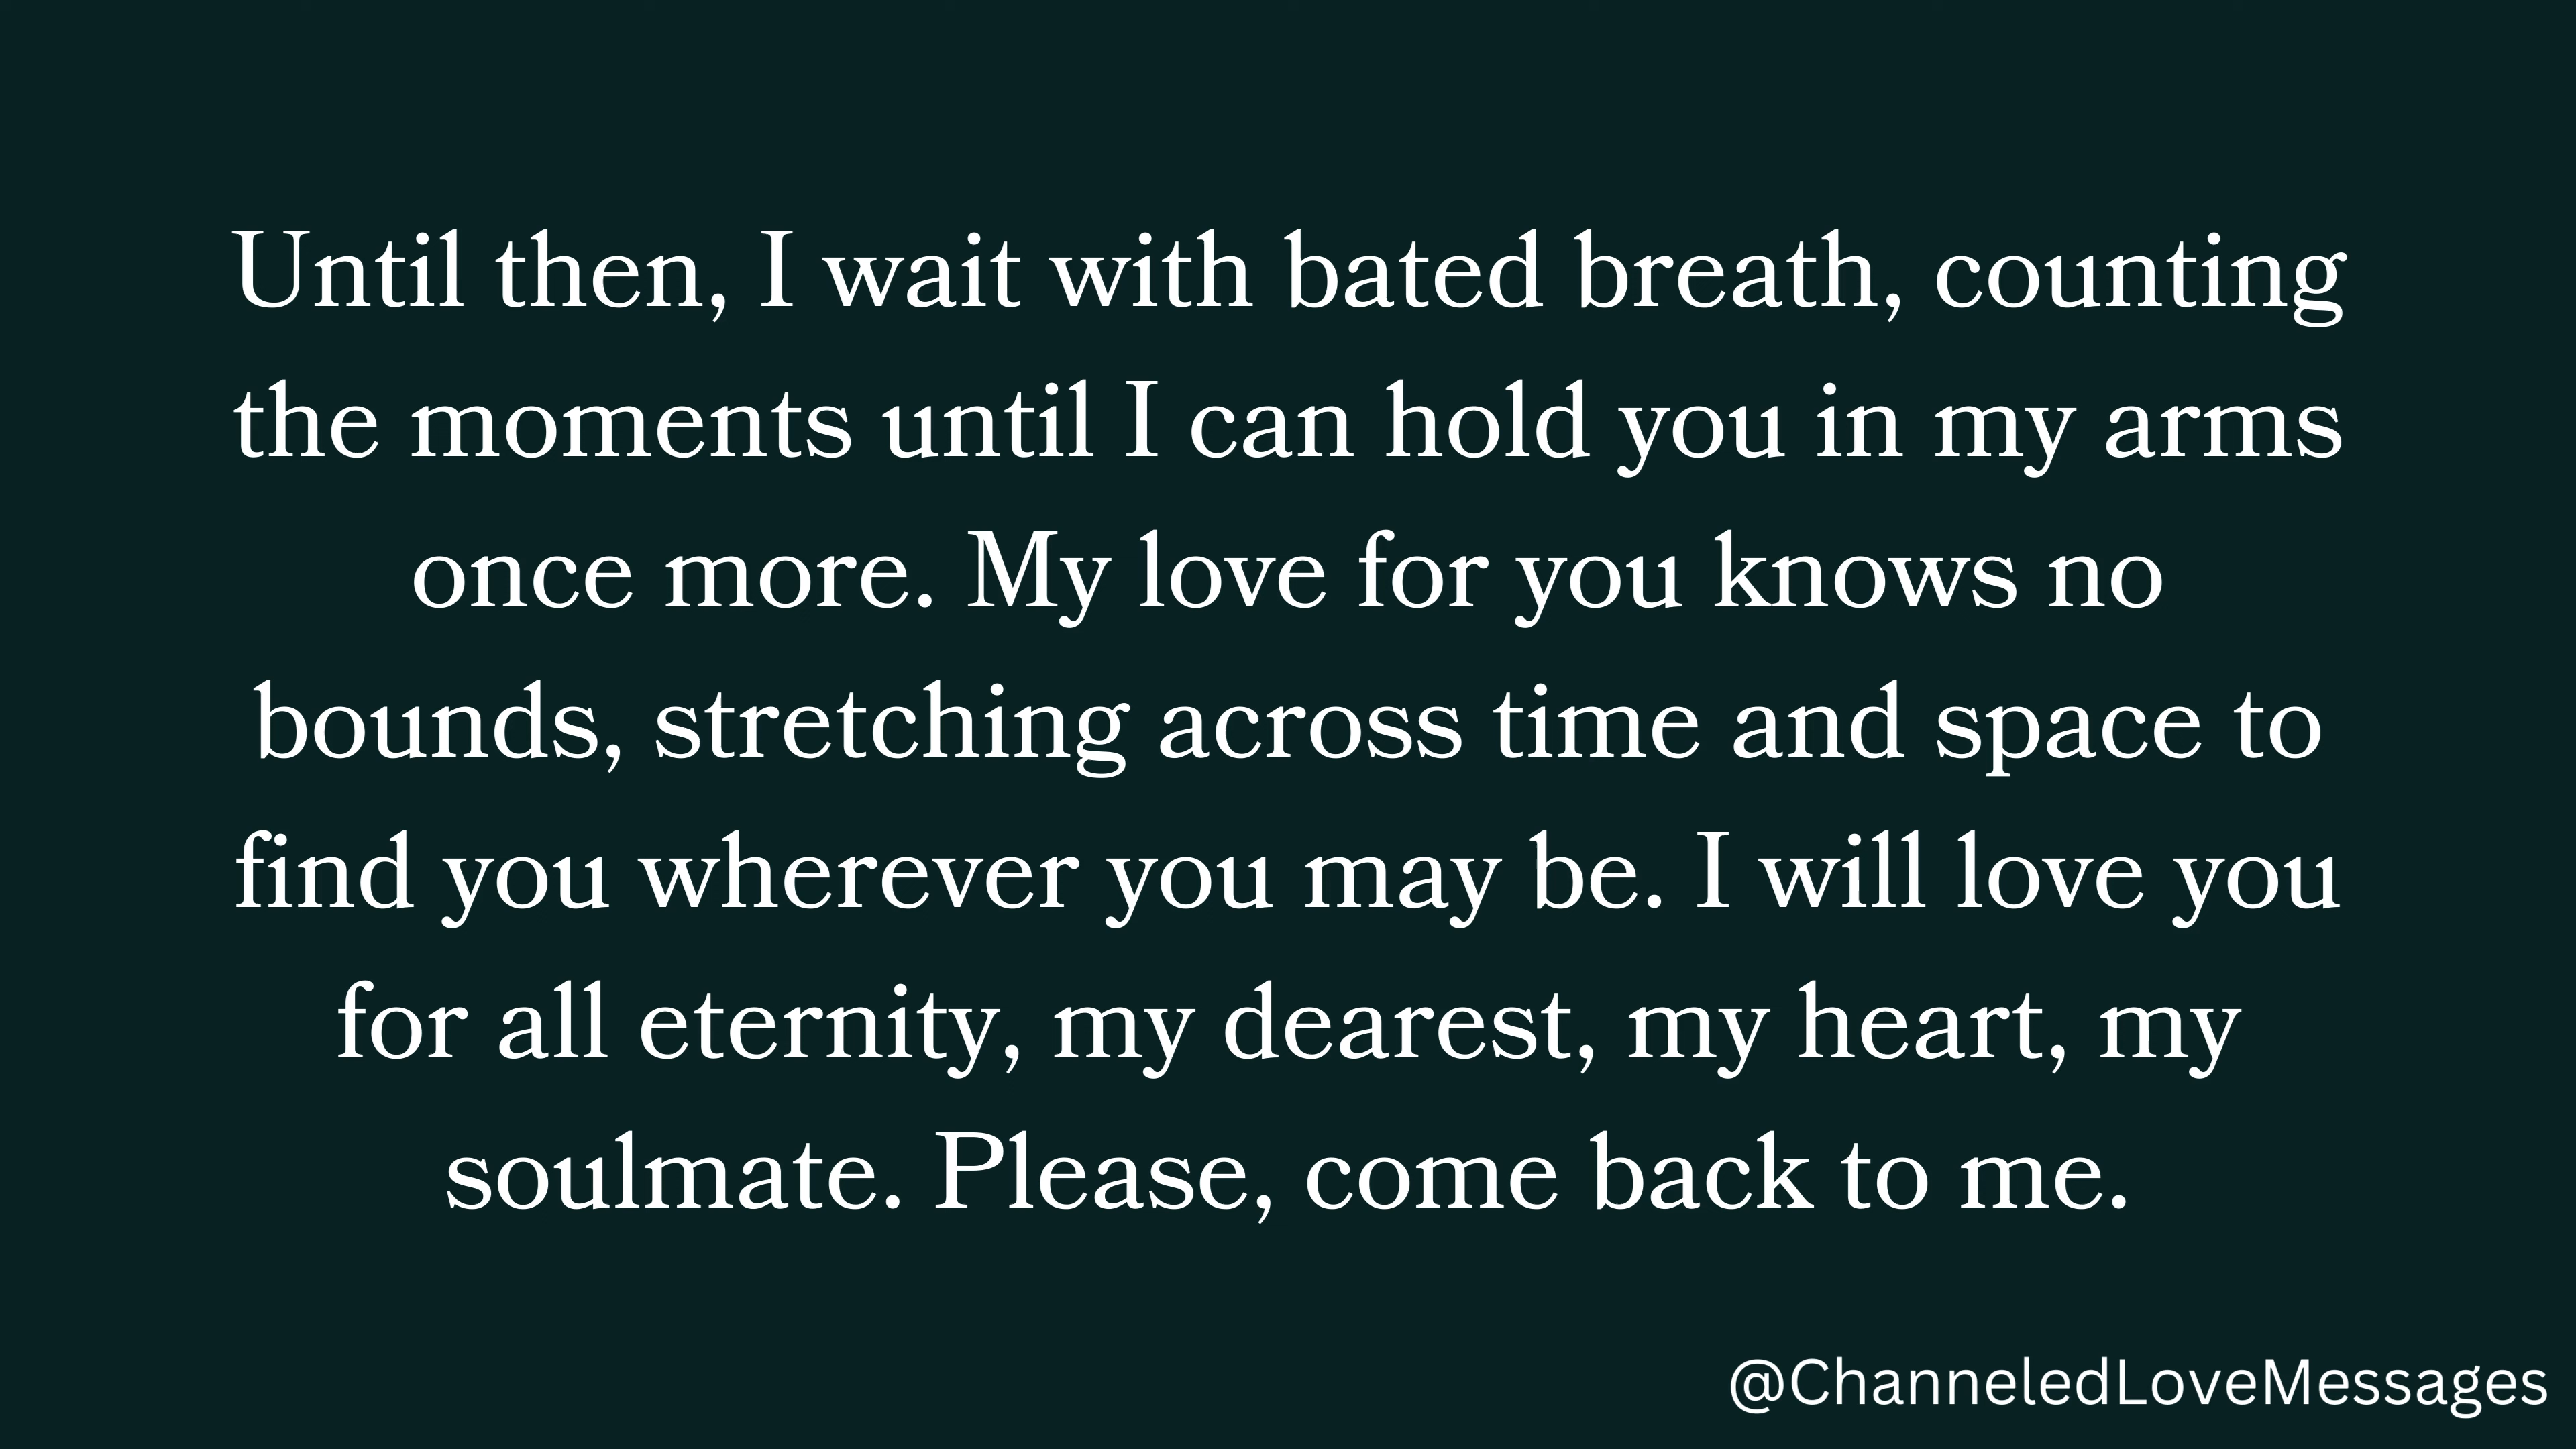 Until then, I wait with bated breath, counting
the moments until I can hold you in my arms
once more. My love for you knows no
bounds, stretching across time and space to
find you wherever you may be. I will love you
for all eternity, my dearest, my heart, my
soulmate. Please, come back to me.
@ChanneledLoveMessages